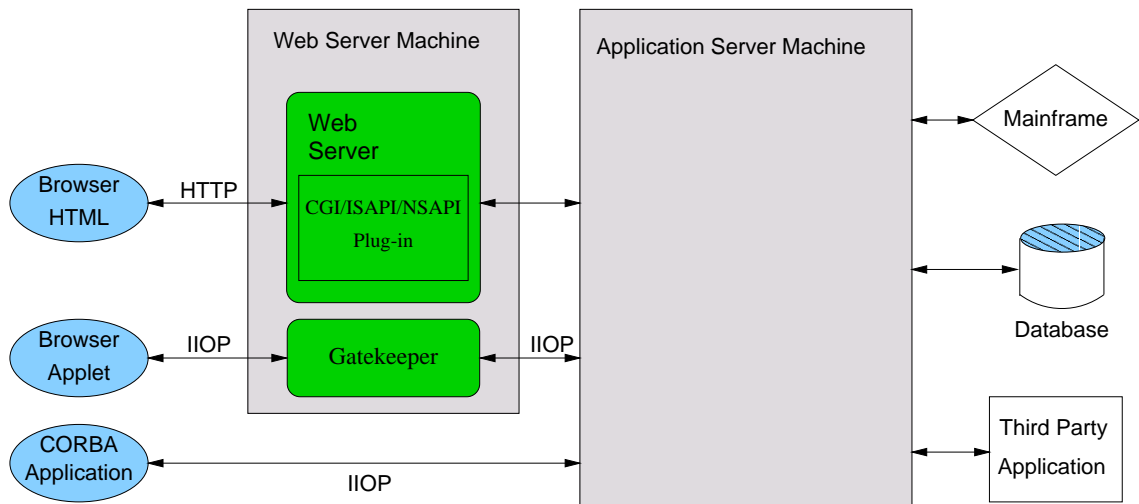 Web Server Machine
Application Server Machine
Web
Server
CGI/ISAPI/NSAPI
Plug-in
Browser
HTML
HTTP
Mainframe
Database
Browser
Applet
IIOP
Gatekeeper
IIOP
CORBA
Application
IIOP
Third Party
Application